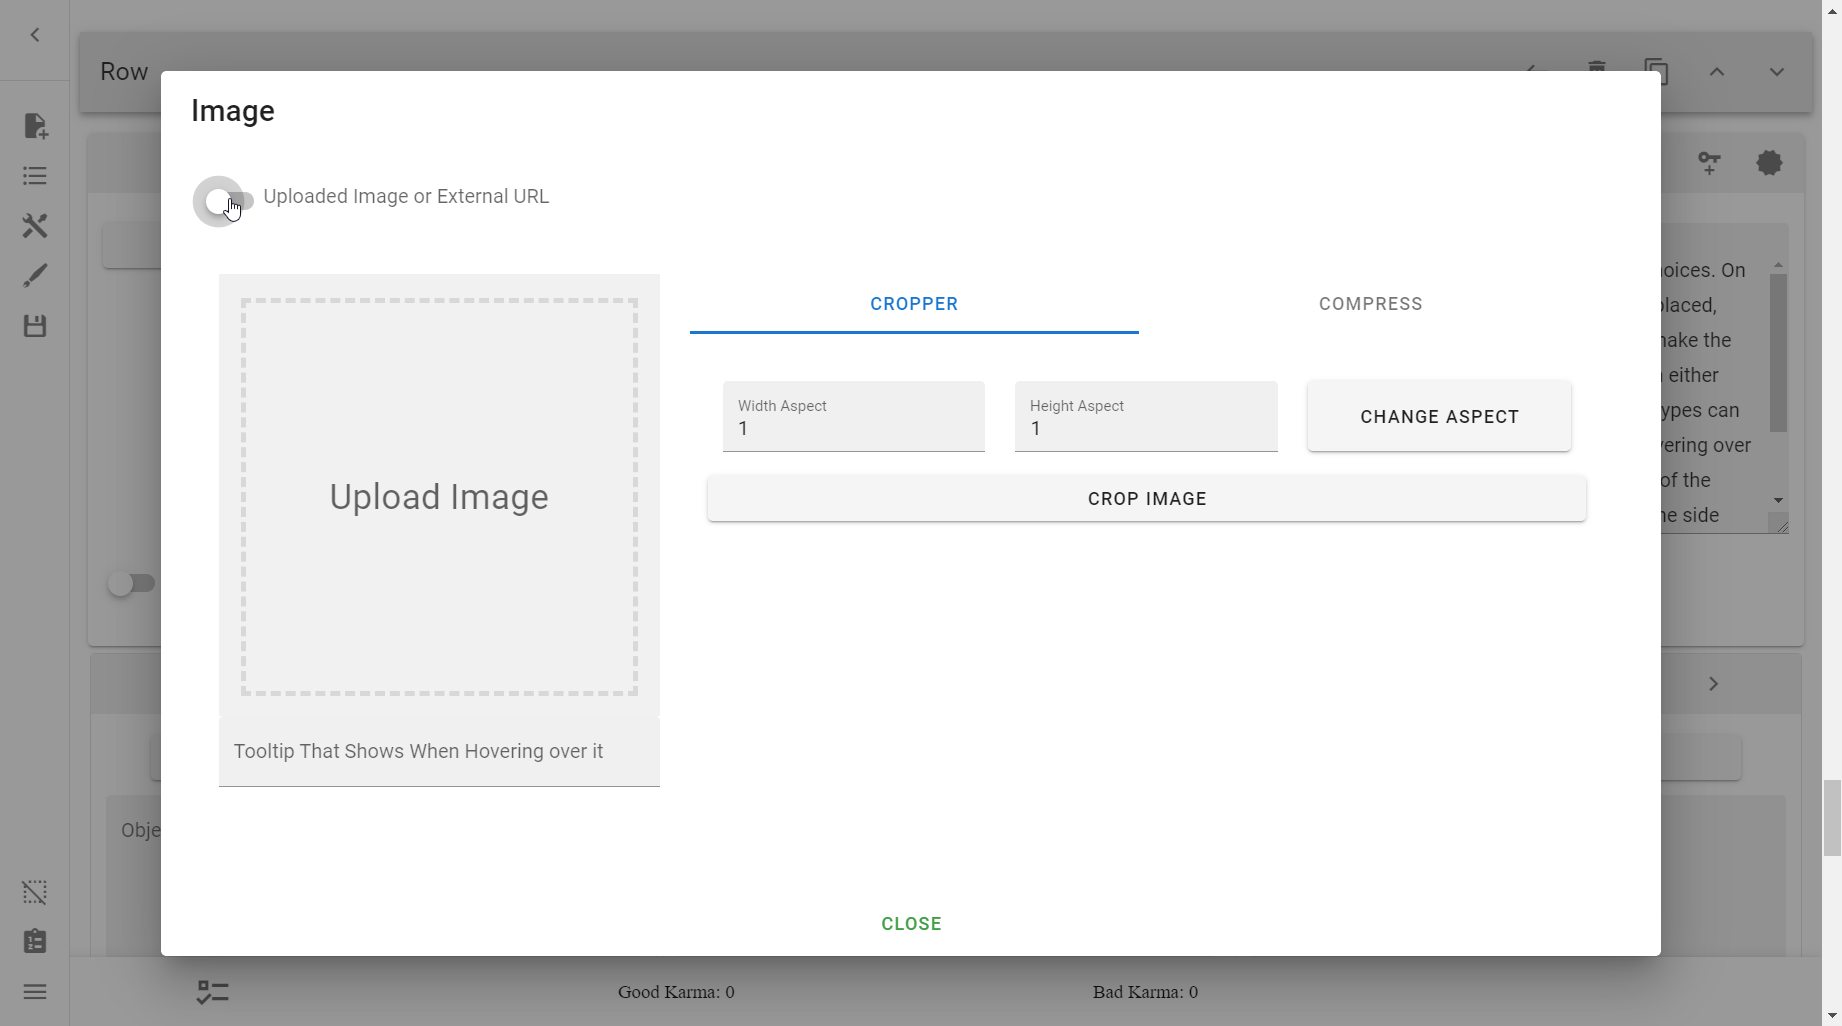 Row
Image
Uploaded Image or External URL
oices. On
CROPPER
COMPRESS
placed,
make the
either
Width Aspect
1
Height Aspect
1
CHANGE ASPECT
ypes can
vering over
of the
Upload Image
CROP IMAGE
ne side
Tooltip That Shows When Hovering over it
Obje
CLOSE
Good Karma: 0
Bad Karma: 0